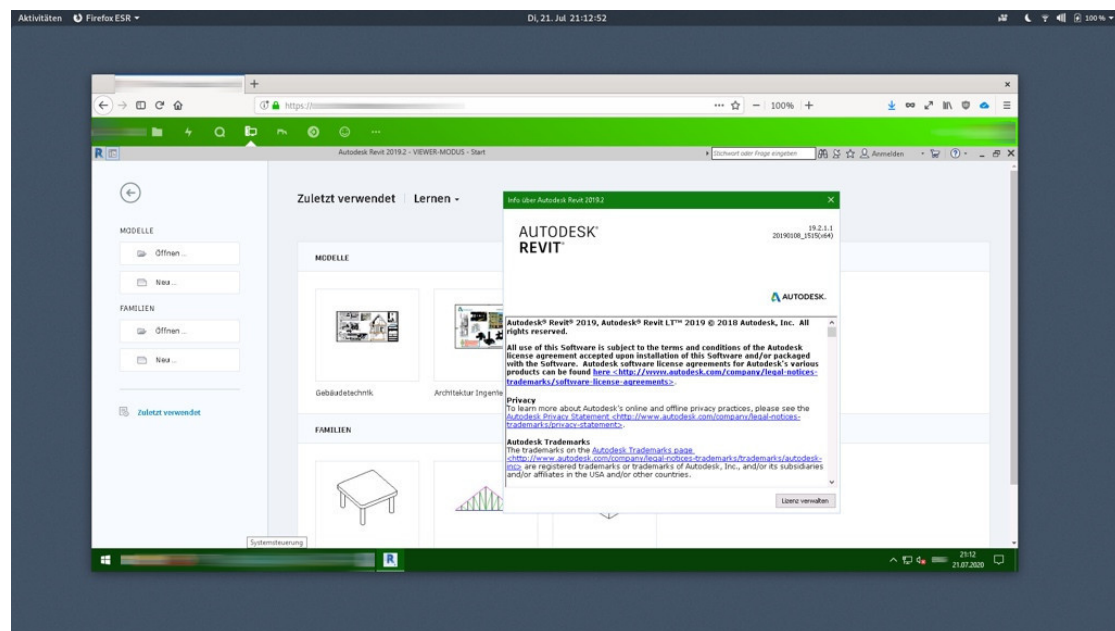 Aktivitäten Firefox ESR
Di, 21. Jul 21:12:52
100 %
https://
100%
Autodesk Revit 2019.2 - VIEWER-MODUS - Start
Stichwort oder Frage eingeben
Anmelden
Zuletzt verwendet Lernen
MODELLE
Öffnen ...
Neu ...
FAMILIEN
Öffnen ...
Neu ...
Zuletzt verwendet
MODELLE
Gebäudetechnik
Architektur Ingenie
FAMILIEN
Info über Autodesk Revit 2019.2
AUTODESK®
REVIT®
19.2.1.1
20190108_1515(x64)
AUTODESK.
Autodesk® Revit® 2019, Autodesk® Revit LT™ 2019 © 2018 Autodesk, Inc. All
rights reserved.
All use of this Software is subject to the terms and conditions of the Autodesk
license agreement accepted upon installation of this Software and/or packaged
with the Software. Autodesk software license agreements for Autodesk's various
products can be found here <http://www.autodesk.com/company/legal-notices-
trademarks/software-license-agreements>.
Privacy
To learn more about Autodesk's online and offline privacy practices, please see the
Autodesk Privacy Statement <http://www.autodesk.com/company/legal-notices-
trademarks/privacy-statement>.
Autodesk Trademarks
The trademarks on the Autodesk Trademarks page
<http://www.autodesk.com/company/legal-notices-trademarks/trademarks/autodesk-
inc> are registered trademarks or trademarks of Autodesk, Inc., and/or its subsidiaries
and/or affiliates in the USA and/or other countries.
Lizenz verwalten
Systemsteuerung
21:12
21.07.2020